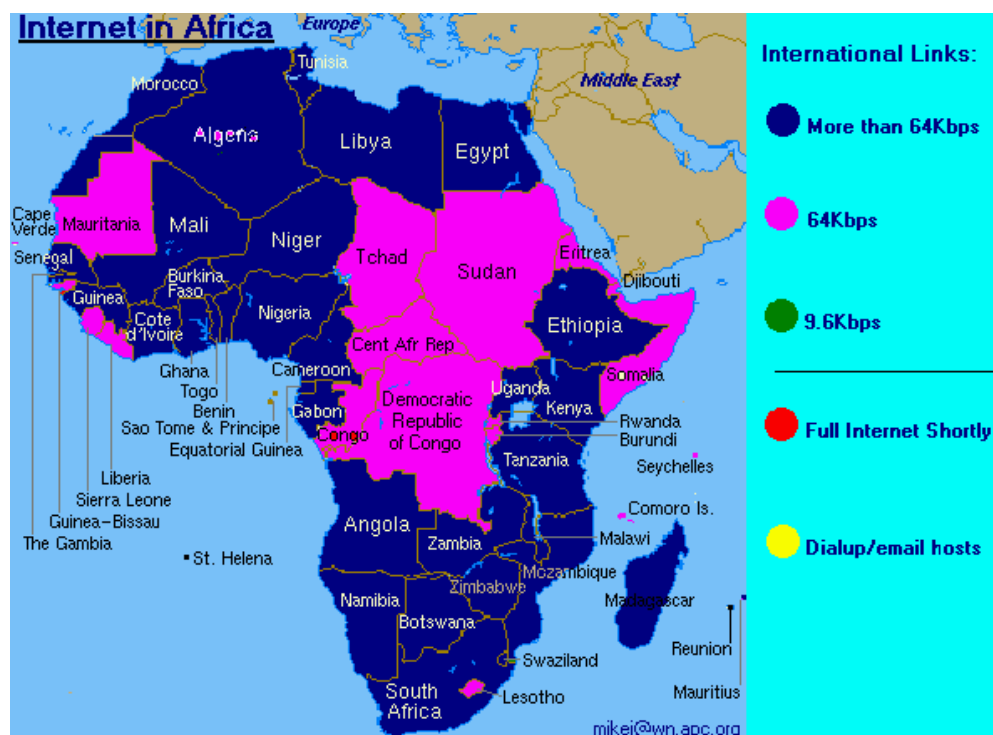 Internet in Africa
Europe
Middle East
Tunisia
Morocco
Algeria
Libya
Egypt
Cape
Verde
Mauritania
Mali
Niger
Tchad
Sudan
Eritrea
Senegal
Djibouti
Guinea
Burkina
Faso
Nigeria
Cote
d'Ivoire
Ethiopia
Cent Afr Rep
Ghana
Togo
Benin
Cameroon
Somalia
Uganda
Kenya
Democratic
Republic
of Congo
Gabon
Congo
Sao Tome & Principe
Equatorial Guinea
Rwanda
Burundi
Tanzania
Seychelles
Liberia
Sierra Leone
Guinea-Bissau
The Gambia
Comoro Is.
Angola
Zambia
Malawi
St. Helena
Mozambique
Zimbabwe
Madagascar
Namibia
Botswana
Reunion
Swaziland
Mauritius
South
Africa
Lesotho
mikej@wn.apc.org
International Links:
More than 64Kbps
64Kbps
9.6Kbps
Full Internet Shortly
Dialup/email hosts